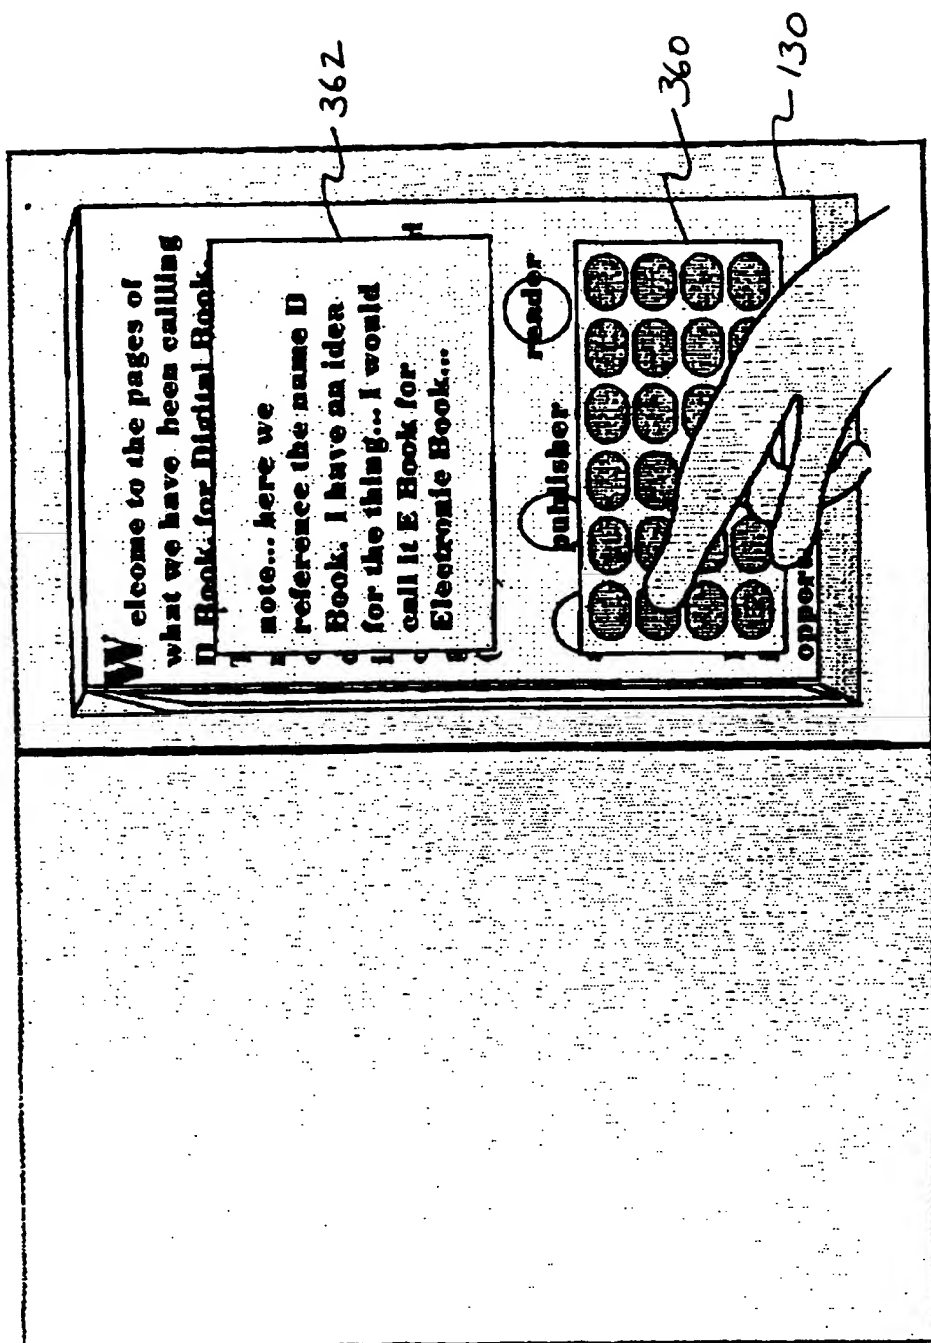 Welcome to the pages of
what we have been callling
D Book, for Digital Book.
note... here we
reference the name D
Book. I have an idea
for the thing... I would
call it E Book for
Electronic Book...
publisher
reader
362
360
130